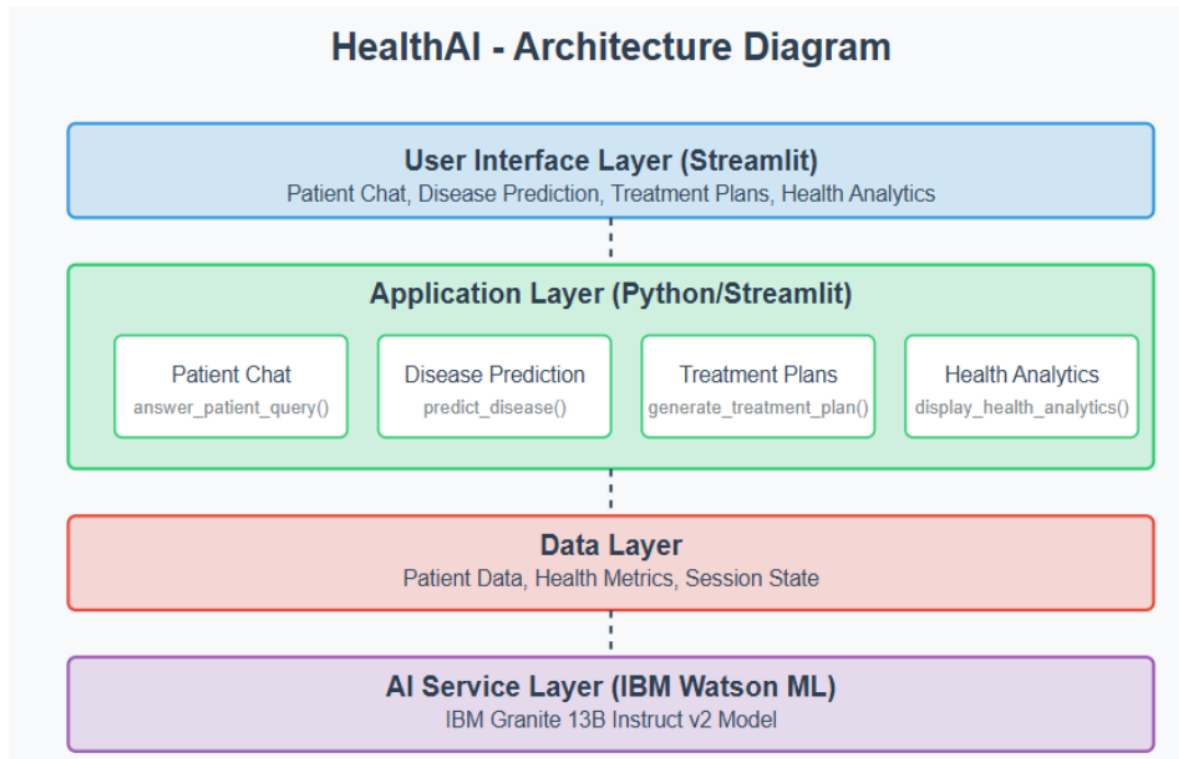 HealthAI - Architecture Diagram
User Interface Layer (Streamlit)
Patient Chat, Disease Prediction, Treatment Plans, Health Analytics
Application Layer (Python/Streamlit)
Patient Chat
answer_patient_query()
Disease Prediction
predict_disease()
Treatment Plans
generate_treatment_plan()
Health Analytics
display_health_analytics()
Data Layer
Patient Data, Health Metrics, Session State
AI Service Layer (IBM Watson ML)
IBM Granite 13B Instruct v2 Model